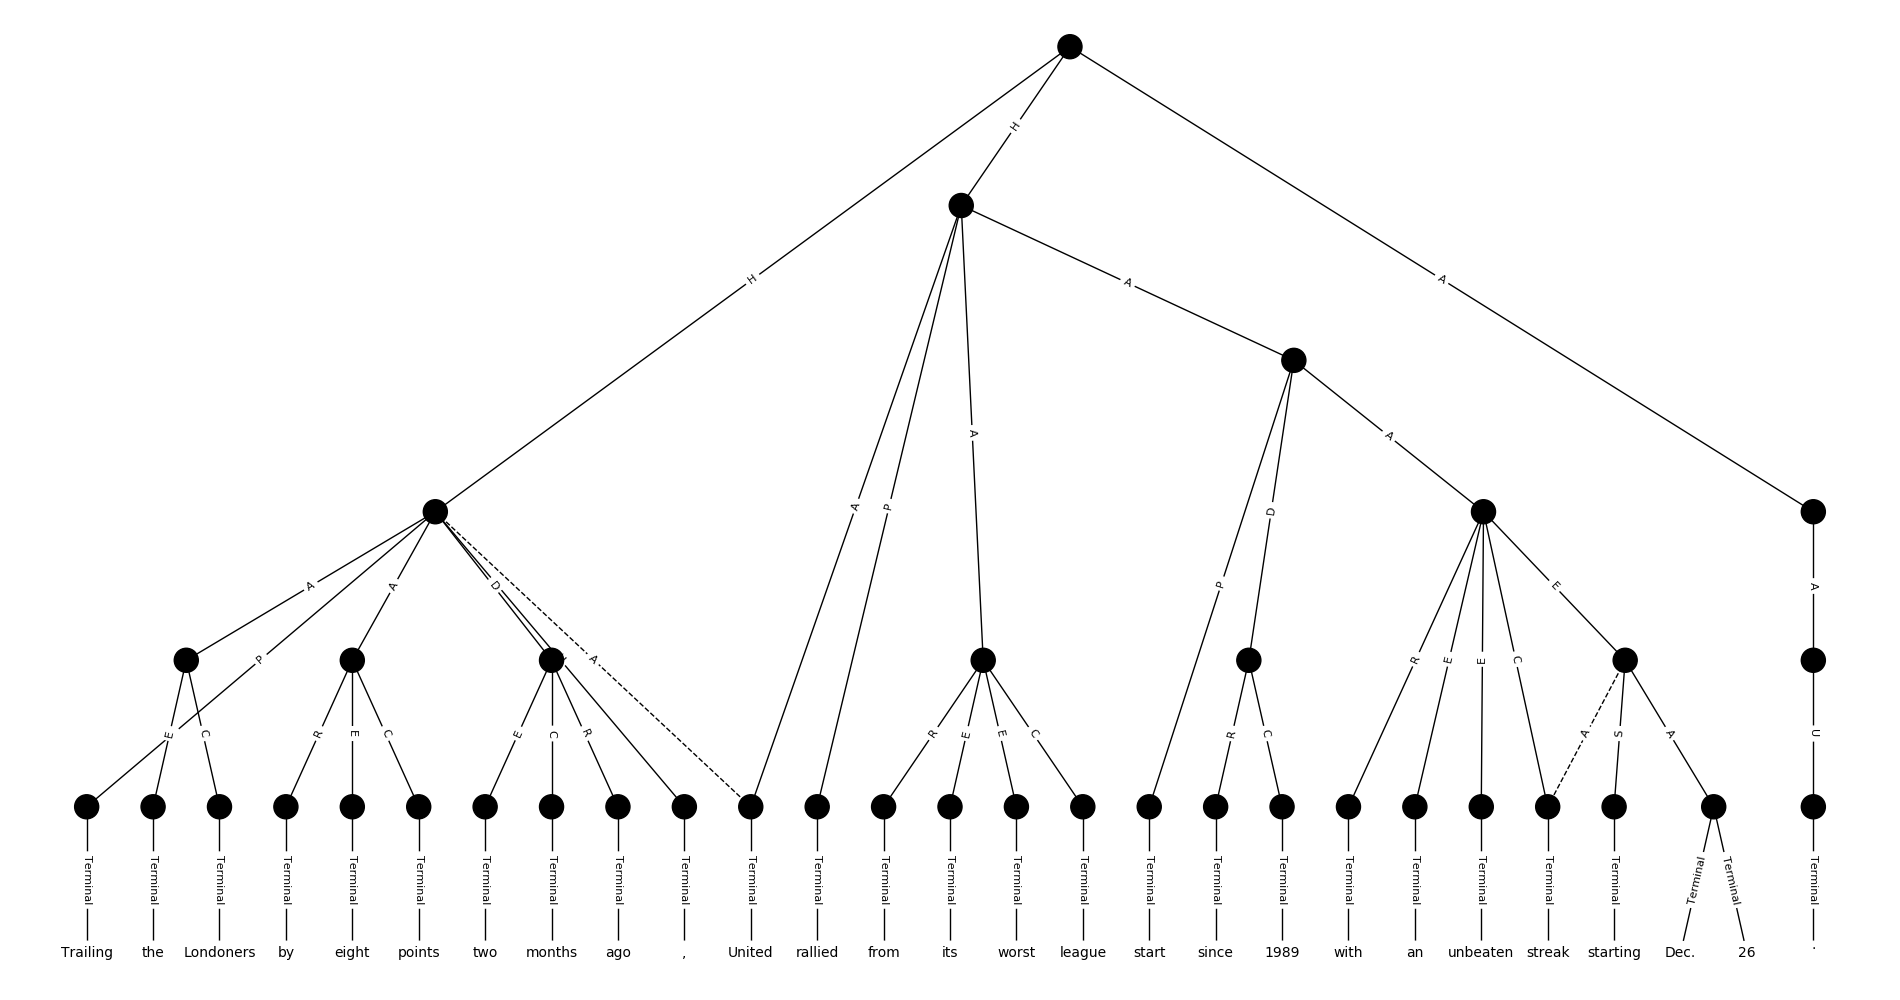 H
H
A
A
H
A
A
P
A
A
D
P
A
A
A
D
A
E
P
A
R
E
E
C
E
C
R
E
C
E
C
R
R
E
E
C
R
C
A
S
A
U
Terminal Terminal Terminal Terminal Terminal Terminal Terminal Terminal Terminal Terminal Terminal Terminal Terminal Terminal Terminal Terminal Terminal Terminal Terminal Terminal Terminal Terminal Terminal Terminal Terminal Terminal Terminal
Trailing the Londoners by eight points two months ago , United rallied from its worst league start since 1989 with an unbeaten streak starting Dec. 26 .